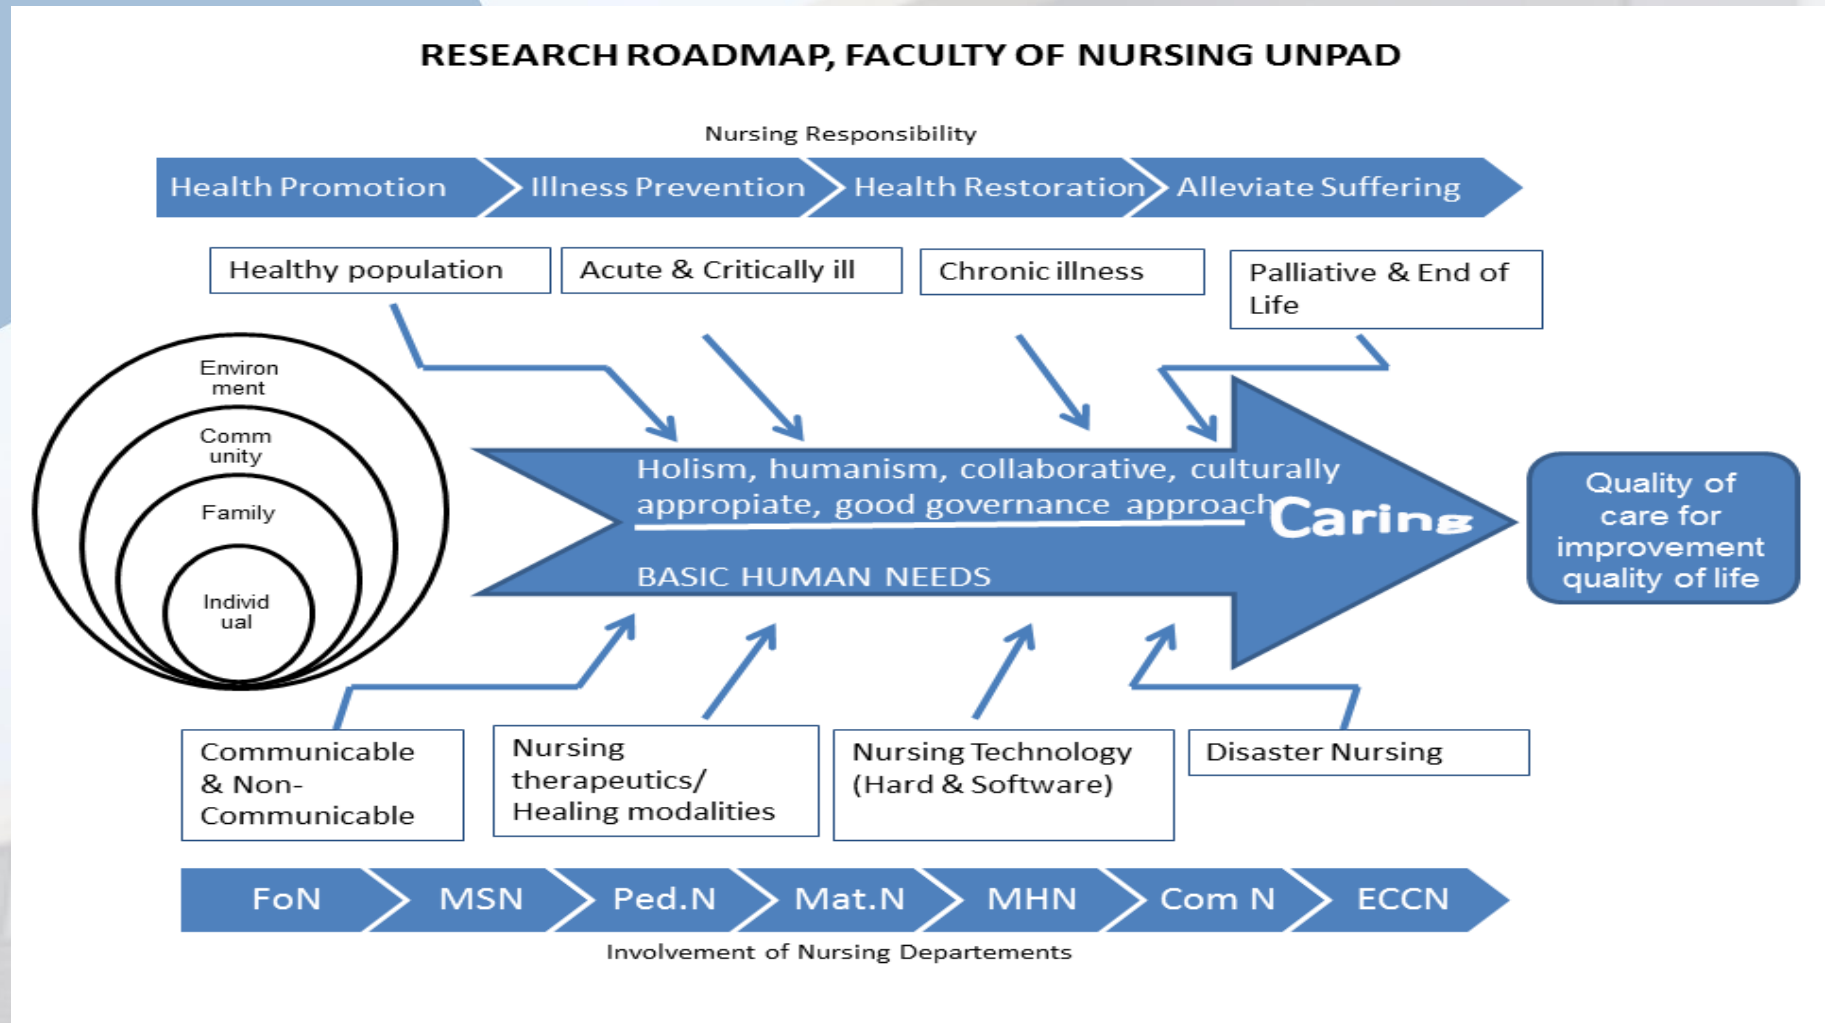 RESEARCH ROADMAP, FACULTY OF NURSING UNPAD
Nursing Responsibility
Health Promotion
Illness Prevention
Health Restoration
Alleviate Suffering
Healthy population
Acute & Critically ill
Chronic illness
Palliative & End of
Life
Environ
ment
Comm
unity
Family
Individ
ual
Holism, humanism, collaborative, culturally
appropiate, good governance approach
Caring
BASIC HUMAN NEEDS
Quality of
care for
improvement
quality of life
Communicable
& Non-
Communicable
Nursing
therapeutics/
Healing modalities
Nursing Technology
(Hard & Software)
Disaster Nursing
FoN
MSN
Ped.N
Mat.N
MHN
Com N
ECCN
Involvement of Nursing Departements